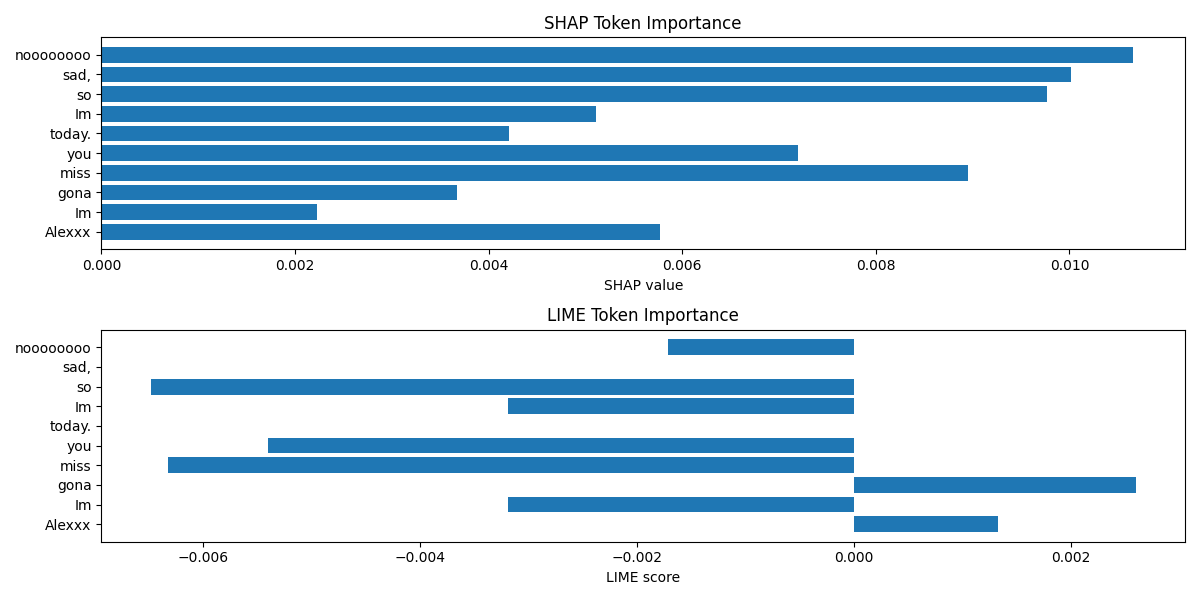 SHAP Token Importance
noooooooo
sad,
so
Im
today.
you
miss
gona
Im
Alexxx
0.000 0.002 0.004 0.006 0.008 0.010
SHAP value
LIME Token Importance
noooooooo
sad,
so
Im
today.
you
miss
gona
Im
Alexxx
−0.006 −0.004 −0.002 0.000 0.002
LIME score